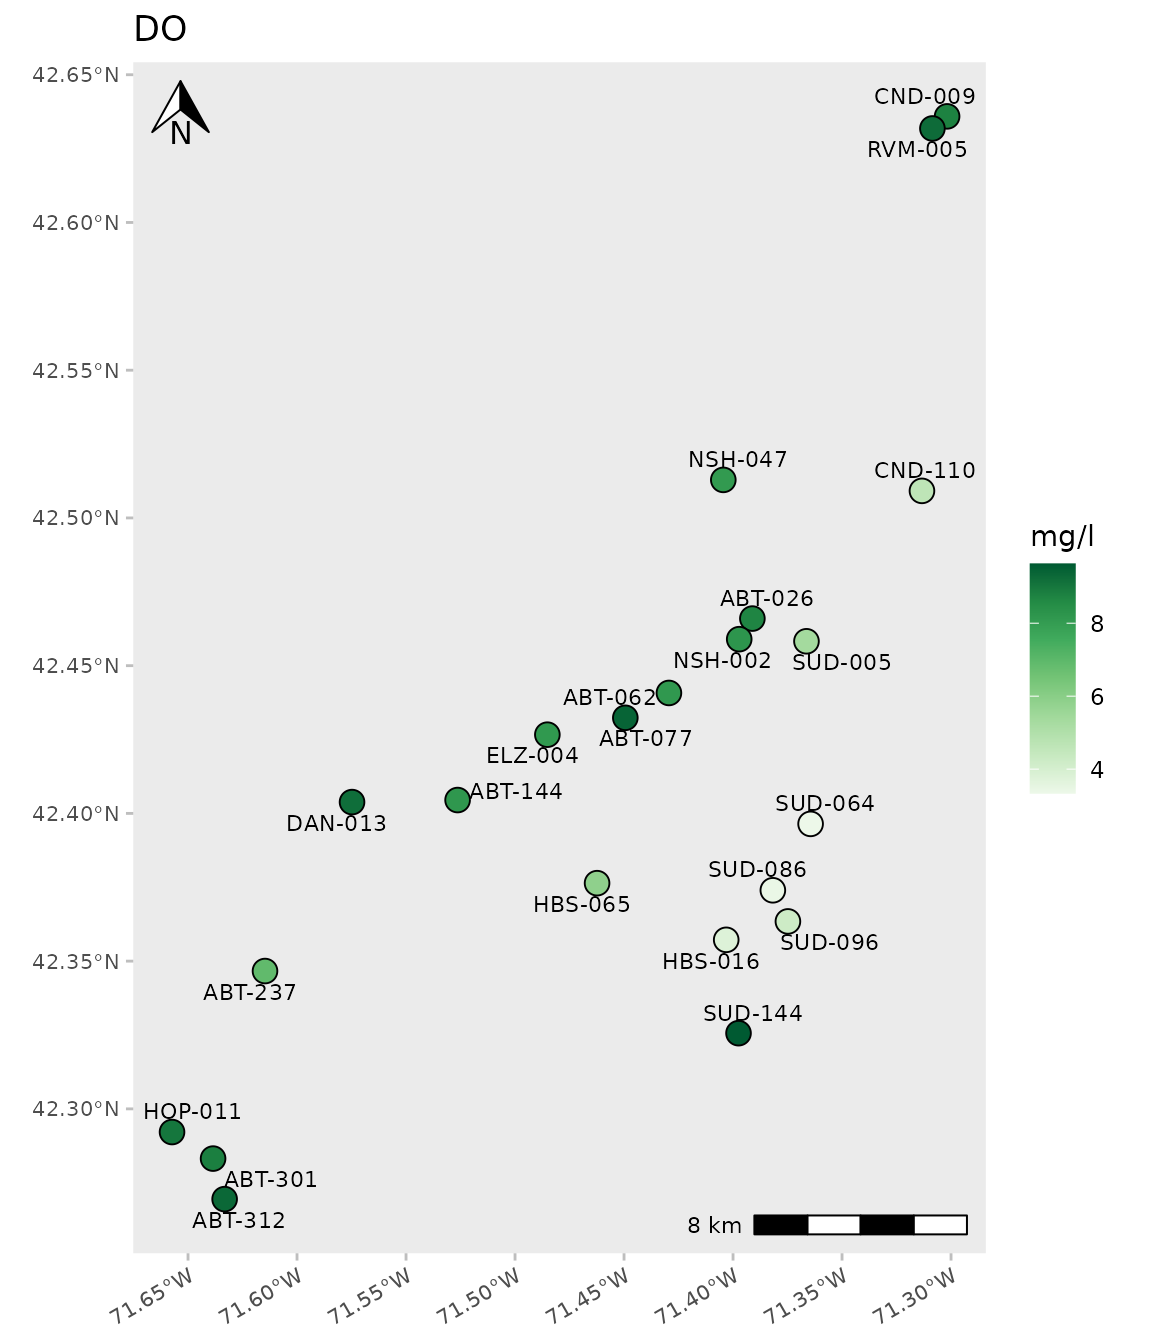 DO
42.65°N
N
CND-009
RVM-005
42.60°N
42.55°N
NSH-047
CND-110
42.50°N
mg/l
8
6
4
ABT-026
NSH-002
SUD-005
42.45°N
ABT-062
ABT-077
ELZ-004
ABT-144
DAN-013
42.40°N
SUD-064
SUD-086
HBS-065
SUD-096
HBS-016
42.35°N
ABT-237
SUD-144
42.30°N
HOP-011
ABT-301
ABT-312
8 km
71.65°W
71.60°W
71.55°W
71.50°W
71.45°W
71.40°W
71.35°W
71.30°W